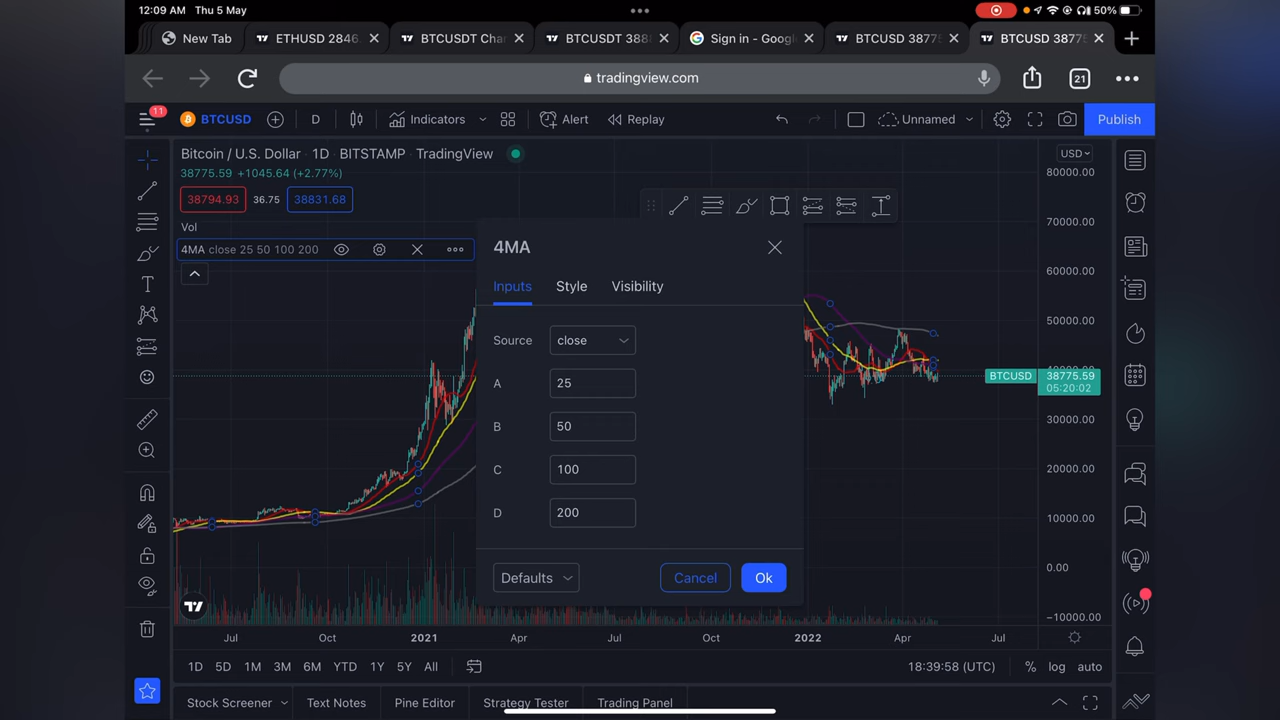 12:09 AM Thu 5 May
50%
New Tab
ETHUSD 2846.
BTCUSDT Cha
BTCUSDT 388
Sign in - Googl
BTCUSD 3877
BTCUSD 3877
tradingview.com
21
11
BTCUSD
D
Indicators
Alert
Replay
Unnamed
Publish
Bitcoin / U.S. Dollar · 1D · BITSTAMP · TradingView
USD
38775.59 +1045.64 (+2.77%)
80000.00
38794.93
36.75
38831.68
Vol
70000.00
4MA close 25 50 100 200
4MA
60000.00
Inputs
Style
Visibility
50000.00
Source
close
BTCUSD
38775.59
05:20:02
A
25
30000.00
B
50
20000.00
C
100
10000.00
D
200
0.00
Defaults
Cancel
Ok
−10000.00
Jul
Oct
2021
Apr
Jul
Oct
2022
Apr
Jul
1D
5D
1M
3M
6M
YTD
1Y
5Y
All
18:39:58 (UTC)
%
log
auto
Stock Screener
Text Notes
Pine Editor
Strategy Tester
Trading Panel